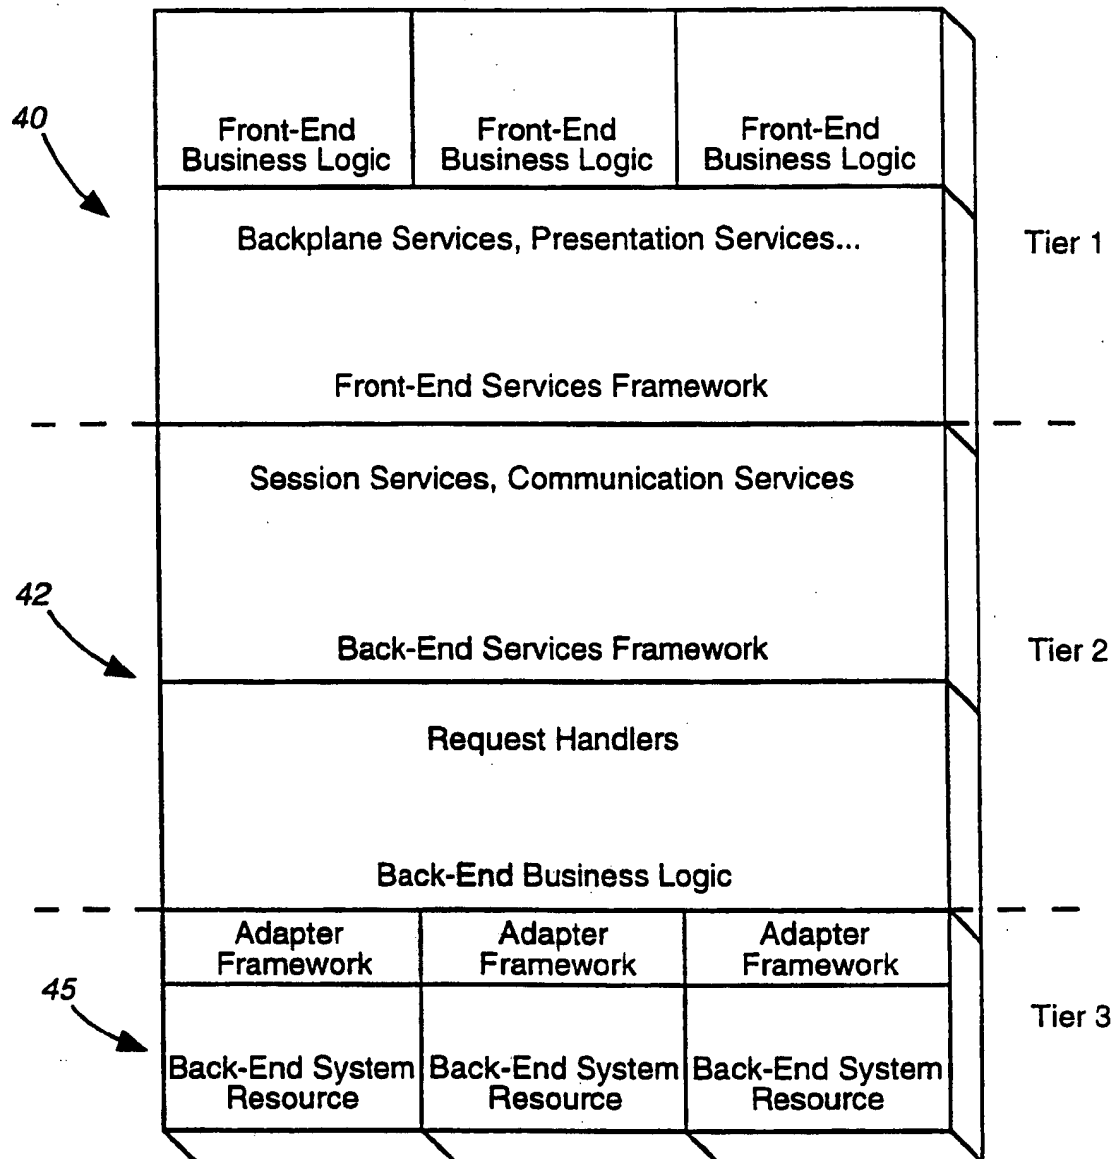 Front-End Front-End Front-End
Business Logic Business Logic Business Logic
40
Backplane Services, Presentation Services...
Tier 1
Front-End Services Framework
Session Services, Communication Services
42
Back-End Services Framework
Tier 2
Request Handlers
Back-End Business Logic
Adapter Adapter Adapter
Framework Framework Framework
45
Tier 3
Back-End System Back-End System Back-End System
Resource Resource Resource